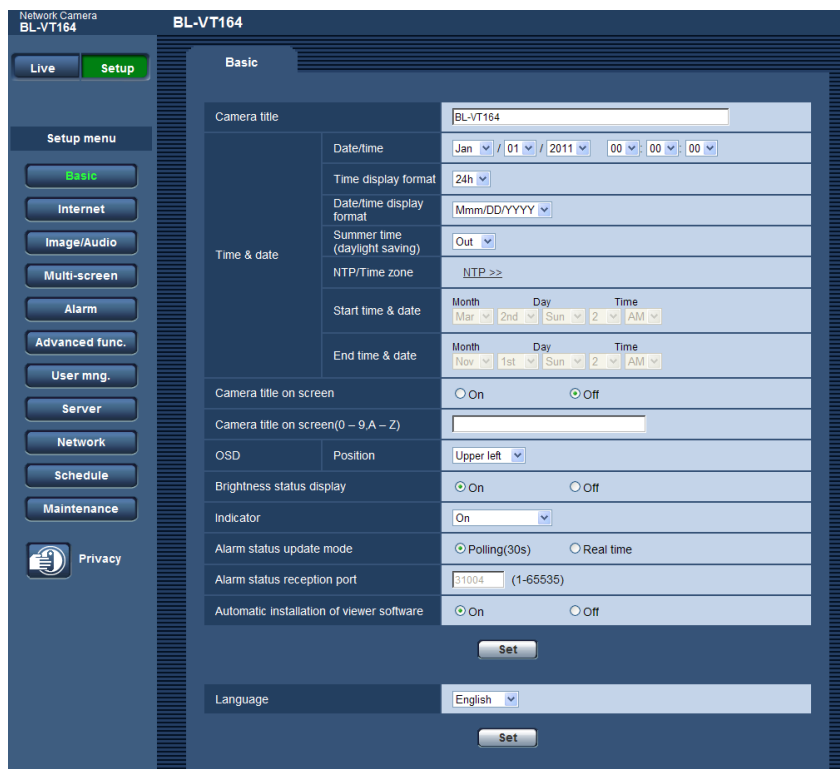 Network Camera
BL-VT164
BL-VT164
Live
Setup
Basic
Setup menu
Basic
Internet
Image/Audio
Multi-screen
Alarm
Advanced func.
User mng.
Server
Network
Schedule
Maintenance
Privacy
Camera title
BL-VT164
Time & date
Date/time
Jan / 01 / 2011 00 : 00 : 00
Time display format
24h
Date/time display
format
Mmm/DD/YYYY
Summer time
(daylight saving)
Out
NTP/Time zone
NTP >>
Start time & date
Month Day Time
Mar 2nd Sun 2 AM
End time & date
Month Day Time
Nov 1st Sun 2 AM
Camera title on screen
On Off
Camera title on screen(0 – 9,A – Z)
OSD
Position
Upper left
Brightness status display
On Off
Indicator
On
Alarm status update mode
Polling(30s) Real time
Alarm status reception port
31004 (1-65535)
Automatic installation of viewer software
On Off
Set
Language
English
Set